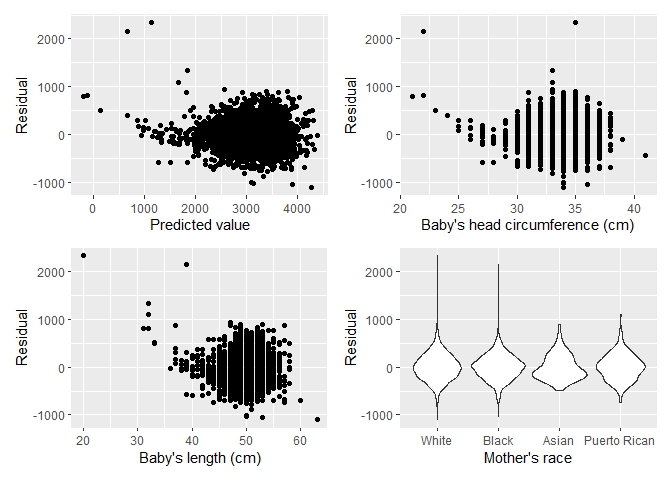 2000
1000
0
-1000
Residual
0
1000
2000
3000
4000
Predicted value
2000
1000
0
-1000
Residual
20
25
30
35
40
Baby's head circumference (cm)
2000
1000
0
-1000
Residual
20
30
40
50
60
Baby's length (cm)
2000
1000
0
-1000
Residual
White
Black
Asian
Puerto Rican
Mother's race